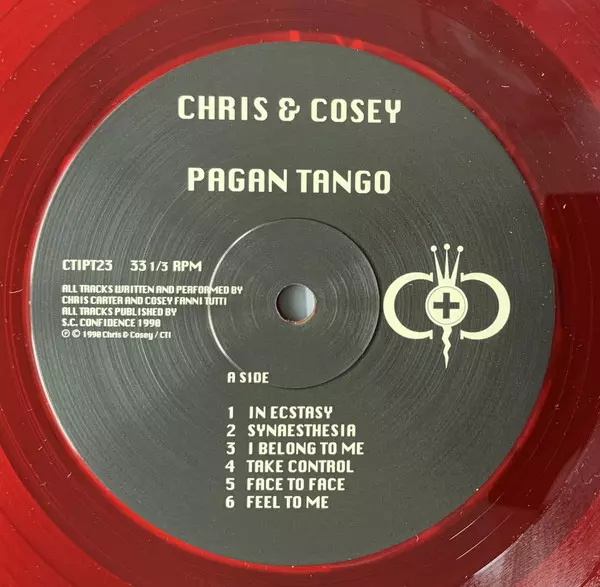 CHRIS & COSEY
PAGAN TANGO
CTIPT23 33 1/3 RPM
ALL TRACKS WRITTEN AND PERFORMED BY
CHRIS CARTER AND COSEY FANNI TUTTI
ALL TRACKS PUBLISHED BY
S.C. CONFIDENCE 1990
℗ © 1990 Chris & Cosey / CTI
A SIDE
1 IN ECSTASY
2 SYNAESTHESIA
3 I BELONG TO ME
4 TAKE CONTROL
5 FACE TO FACE
6 FEEL TO ME